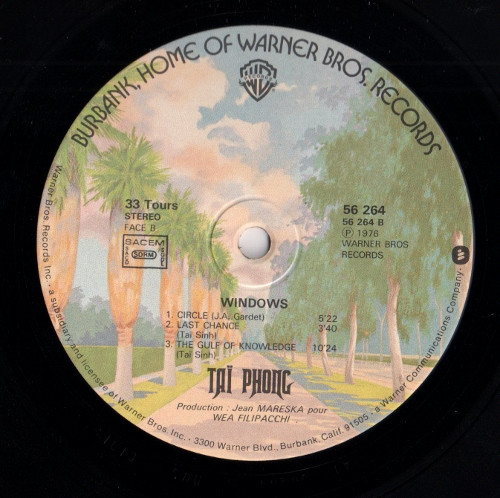 BURBANK, HOME OF WARNER BROS. RECORDS
WB
33 Tours
STEREO
FACE B
SACEM
SDRM
56 264
56 264 B
Ⓟ 1976
WARNER BROS
RECORDS
WINDOWS
1. CIRCLE (J.A. Gardet) 5'22
2. LAST CHANCE 3'40
(Taï Sinh)
3. THE GULF OF KNOWLEDGE 10'24
(Taï Sinh)
TAÏ PHONG
Production : Jean MARESKA pour
WEA FILIPACCHI
Warner Bros. Records Inc. · a subsidiary and licensee of Warner Bros. Inc. · 3300 Warner Blvd., Burbank, Calif. 91505 · a Warner Communications Company ·